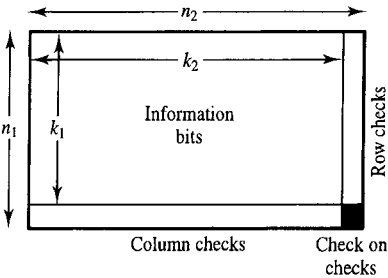 n2
k2
n1
k1
Information
bits
Row checks
Column checks
Check on
checks